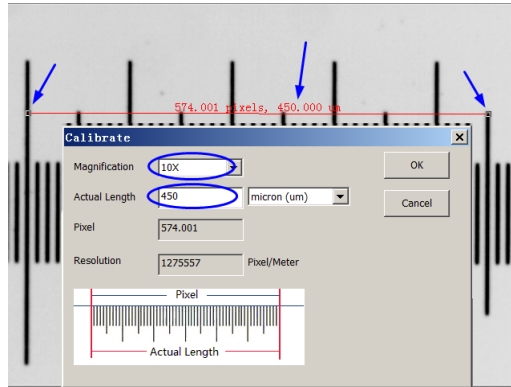 574.001 pixels, 450.000 um
Calibrate
Magnification 10X OK
Actual Length 450 micron (um) Cancel
Pixel 574.001
Resolution 1275557 Pixel/Meter
Pixel
Actual Length